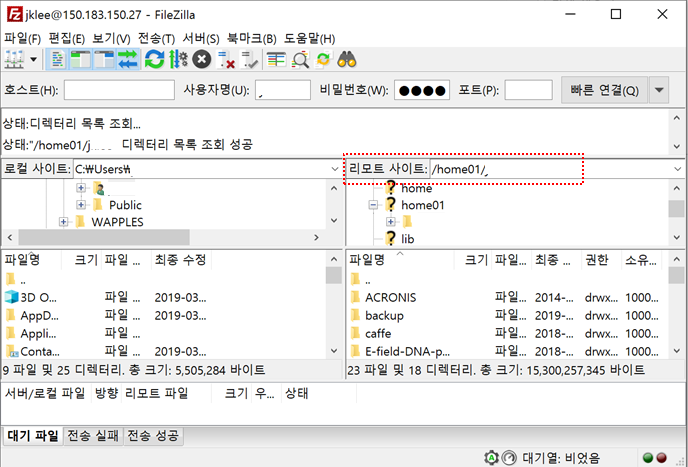 jklee@150.183.150.27 - FileZilla
파일(F) 편집(E) 보기(V) 전송(T) 서버(S) 북마크(B) 도움말(H)
호스트(H): 사용자명(U): 비밀번호(W): ●●●● 포트(P): 빠른 연결(Q)
상태:디렉터리 목록 조회...
상태:"/home01/j 디렉터리 목록 조회 성공
로컬 사이트: C:₩Users₩
Public
WAPPLES
리모트 사이트: /home01/
home
home01
lib
파일명 크기 파일 ... 최종 수정
..
3D O... 파일 ... 2019-03...
AppD... 파일 ... 2019-03...
Appli... 파일 ...
Conta... 파일 ... 2019-03...
9 파일 및 25 디렉터리. 총 크기: 5,505,284 바이트
파일명 크기 파일... 최종 ... 권한 소유...
..
ACRONIS 파일... 2014-... drwx... 1000...
backup 파일... 2019-... drwx... 1000...
caffe 파일... 2018-... drwx... 1000...
E-field-DNA-p... 파일... 2018-... drwx... 1000...
23 파일 및 18 디렉터리. 총 크기: 15,300,257,345 바이트
서버/로컬 파일 방향 리모트 파일 크기 우... 상태
대기 파일 전송 실패 전송 성공
대기열: 비었음